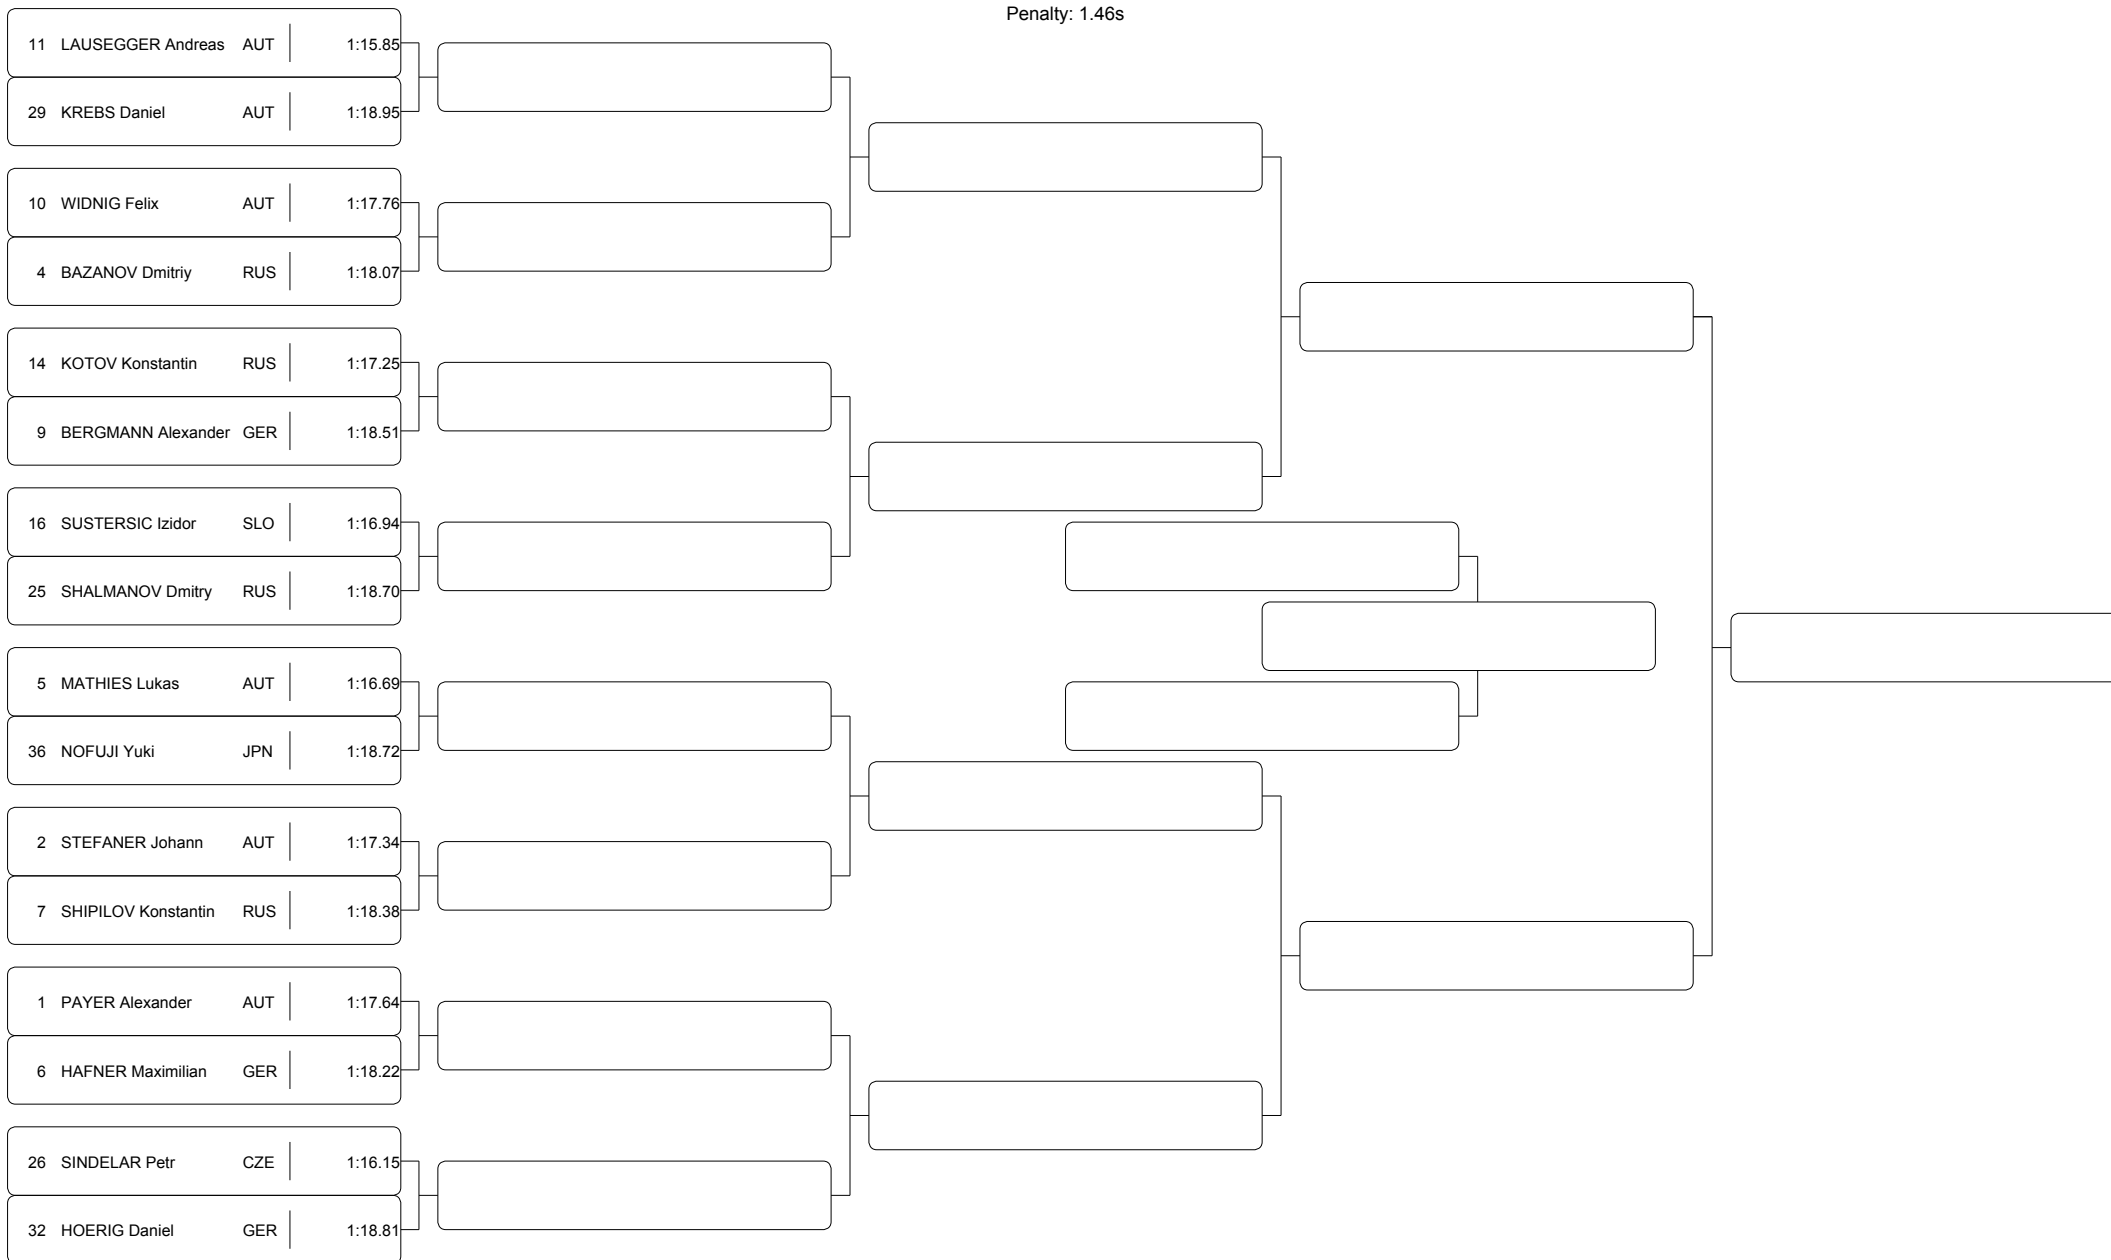 Penalty: 1.46s
11 LAUSEGGER Andreas AUT 1:15.85
29 KREBS Daniel AUT 1:18.95
10 WIDNIG Felix AUT 1:17.76
4 BAZANOV Dmitriy RUS 1:18.07
14 KOTOV Konstantin RUS 1:17.25
9 BERGMANN Alexander GER 1:18.51
16 SUSTERSIC Izidor SLO 1:16.94
25 SHALMANOV Dmitry RUS 1:18.70
5 MATHIES Lukas AUT 1:16.69
36 NOFUJI Yuki JPN 1:18.72
2 STEFANER Johann AUT 1:17.34
7 SHIPILOV Konstantin RUS 1:18.38
1 PAYER Alexander AUT 1:17.64
6 HAFNER Maximilian GER 1:18.22
26 SINDELAR Petr CZE 1:16.15
32 HOERIG Daniel GER 1:18.81